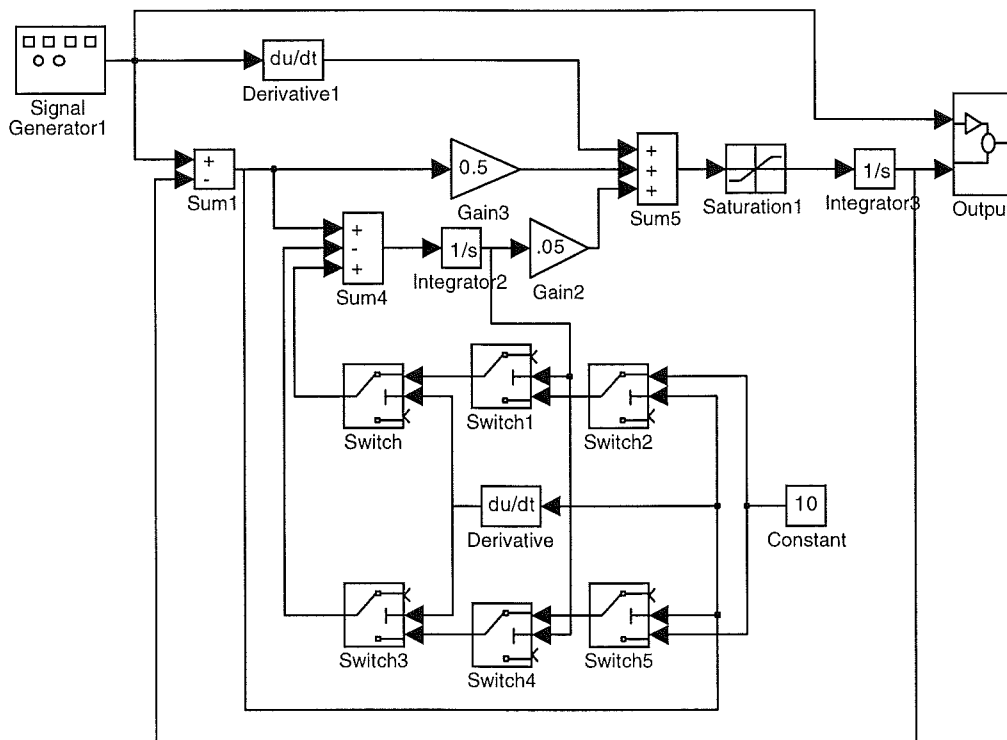 du/dt
Derivative1
Signal
Generator1
+
-
Sum1
0.5
Gain3
+
+
+
Sum5
Saturation1
1/s
Integrator3
Output
+
-
+
Sum4
1/s
Integrator2
.05
Gain2
Switch
Switch1
Switch2
du/dt
Derivative
10
Constant
Switch3
Switch4
Switch5